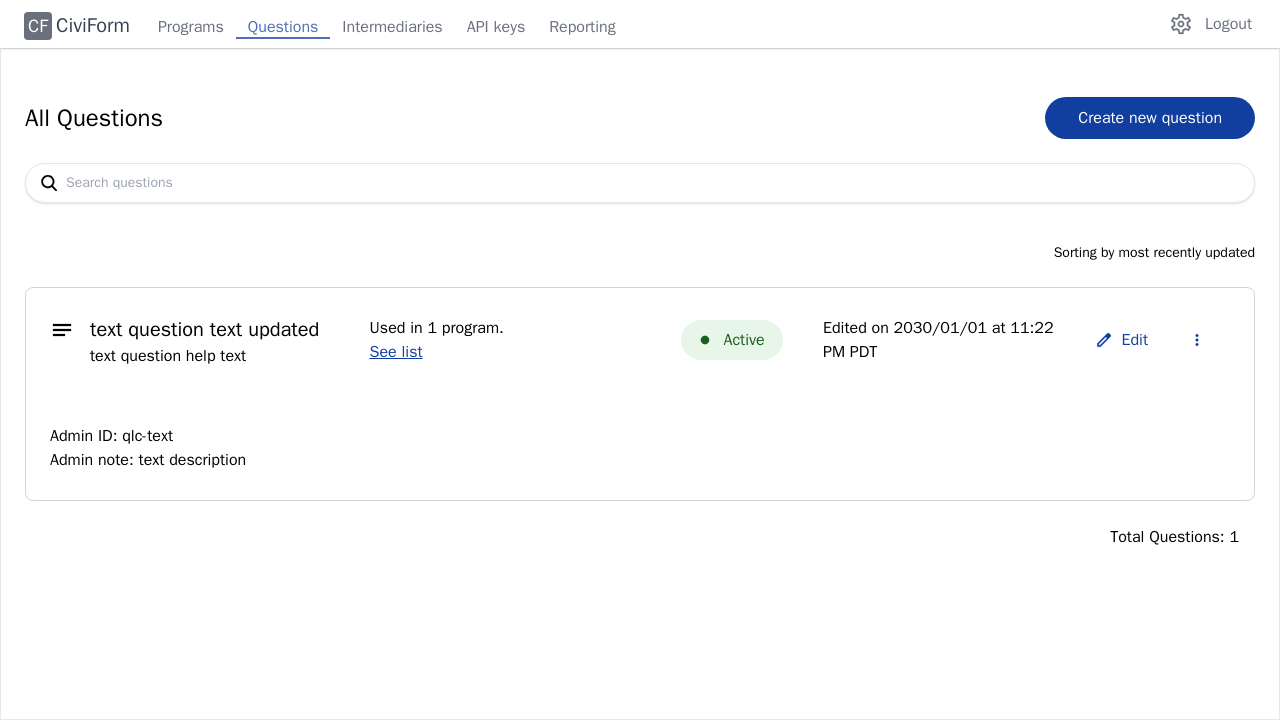 CF CiviForm Programs Questions Intermediaries API keys Reporting Logout
All Questions Create new question
Search questions
Sorting by most recently updated
text question text updated
text question help text
Used in 1 program.
See list
Active
Edited on 2030/01/01 at 11:22
PM PDT
Edit
Admin ID: qlc-text
Admin note: text description
Total Questions: 1